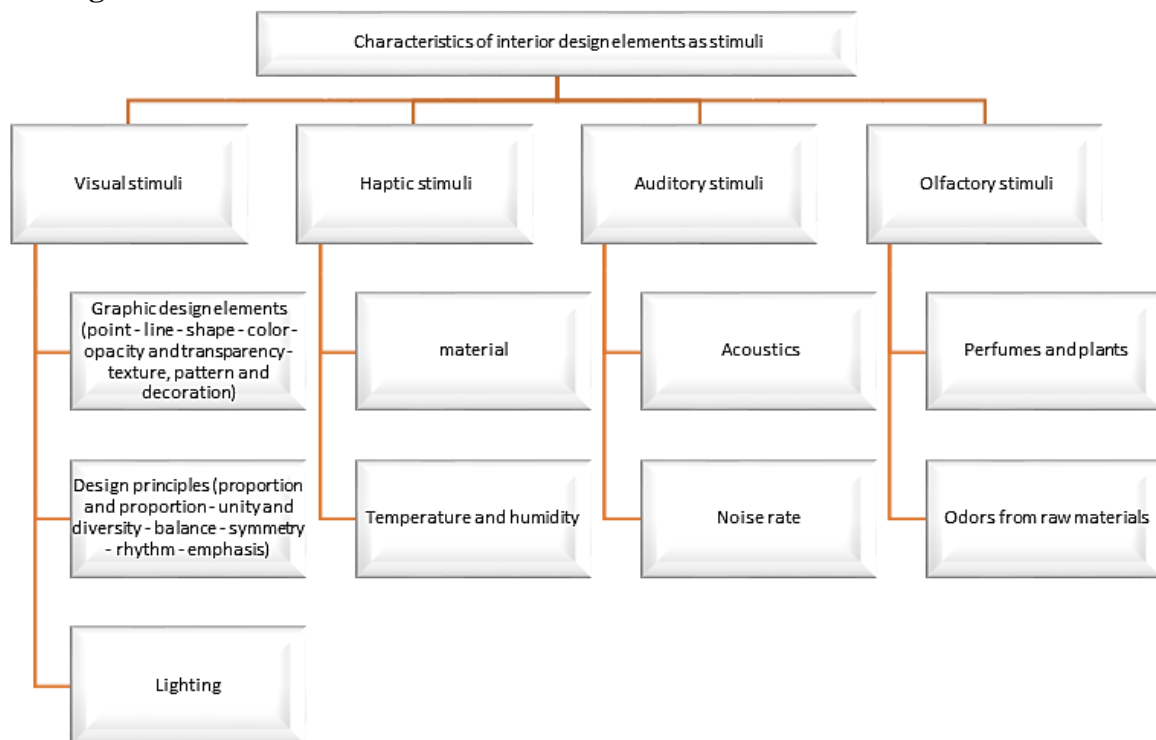 Characteristics of interior design elements as stimuli
Visual stimuli
Haptic stimuli
Auditory stimuli
Olfactory stimuli
Graphic design elements
(point - line - shape - color-
opacity and transparency-
texture, pattern and
decoration)
material
Acoustics
Perfumes and plants
Design principles (proportion
and proportion - unity and
diversity - balance - symmetry
- rhythm - emphasis)
Temperature and humidity
Noise rate
Odors from raw materials
Lighting